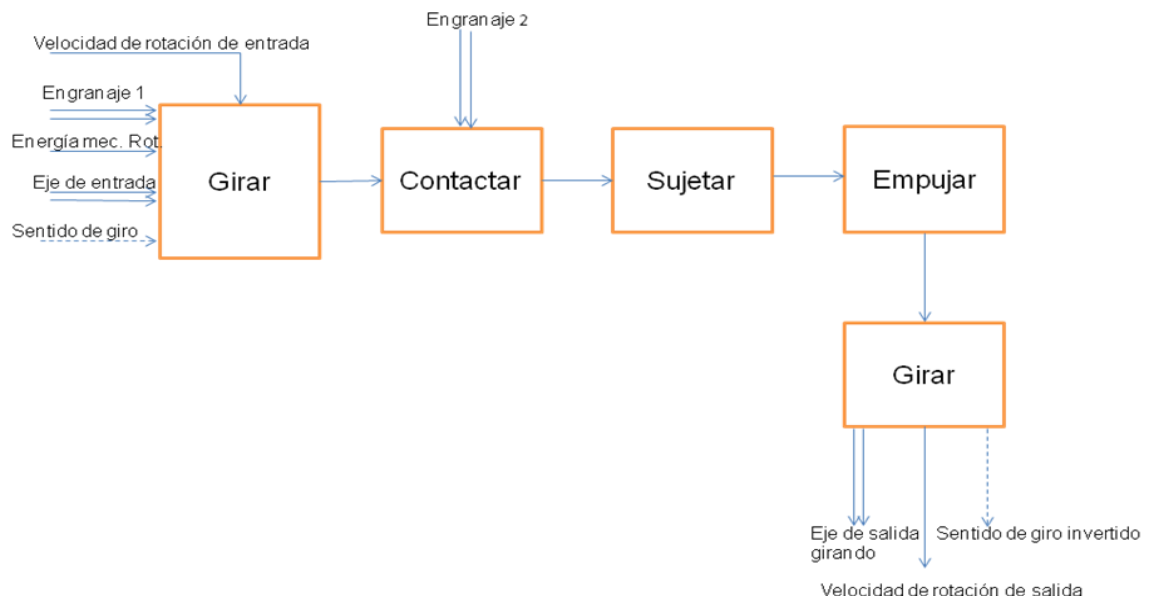 Engranaje 2
Velocidad de rotación de entrada
Engranaje 1
Energía mec. Rot.
Eje de entrada
Sentido de giro
Girar
Contactar
Sujetar
Empujar
Girar
Eje de salida
girando
Sentido de giro invertido
Velocidad de rotación de salida